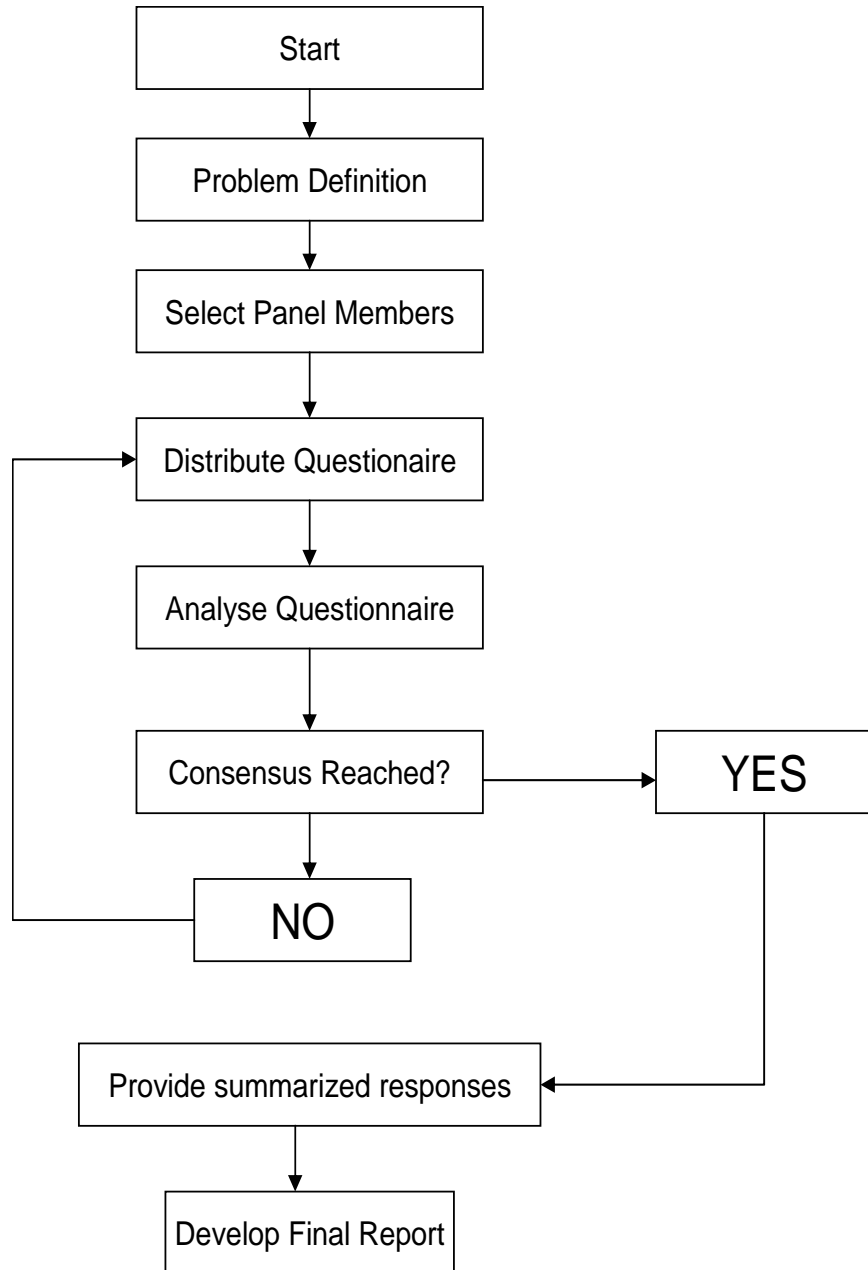 Start
Problem Definition
Select Panel Members
Distribute Questionaire
Analyse Questionnaire
Consensus Reached?
YES
NO
Provide summarized responses
Develop Final Report